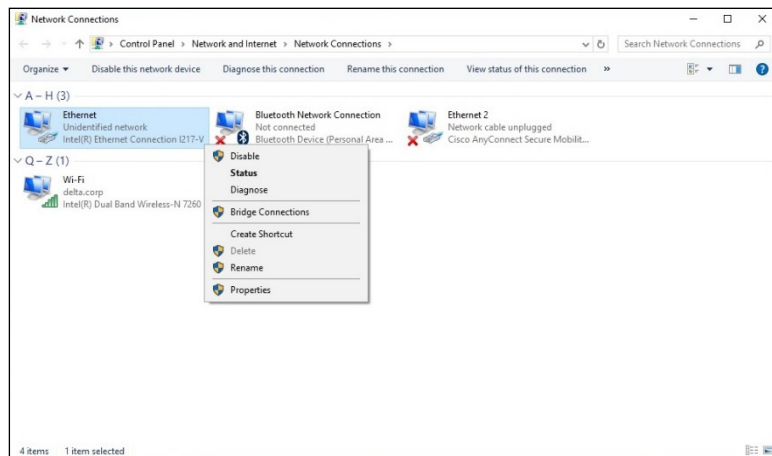 Network Connections
Control Panel > Network and Internet > Network Connections >
Search Network Connections
Organize
Disable this network device
Diagnose this connection
Rename this connection
View status of this connection
»
A – H (3)
Ethernet
Unidentified network
Intel(R) Ethernet Connection I217-V
Bluetooth Network Connection
Not connected
Bluetooth Device (Personal Area ...
Ethernet 2
Network cable unplugged
Cisco AnyConnect Secure Mobilit...
Disable
Status
Diagnose
Bridge Connections
Create Shortcut
Delete
Rename
Properties
Q – Z (1)
Wi-Fi
delta.corp
Intel(R) Dual Band Wireless-N 7260
4 items 1 item selected